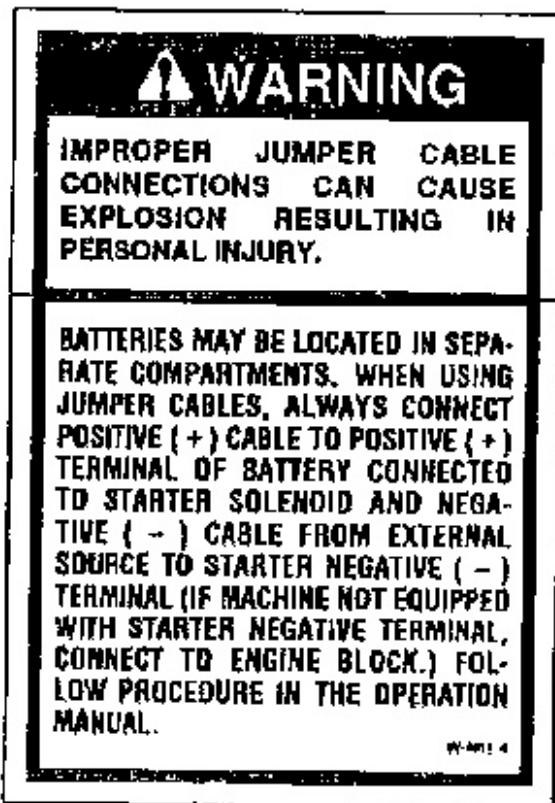 WARNING
IMPROPER JUMPER CABLE
CONNECTIONS CAN CAUSE
EXPLOSION RESULTING IN
PERSONAL INJURY.
BATTERIES MAY BE LOCATED IN SEPA-
RATE COMPARTMENTS. WHEN USING
JUMPER CABLES, ALWAYS CONNECT
POSITIVE ( + ) CABLE TO POSITIVE ( + )
TERMINAL OF BATTERY CONNECTED
TO STARTER SOLENOID AND NEGA-
TIVE ( - ) CABLE FROM EXTERNAL
SOURCE TO STARTER NEGATIVE ( - )
TERMINAL (IF MACHINE NOT EQUIPPED
WITH STARTER NEGATIVE TERMINAL,
CONNECT TO ENGINE BLOCK.) FOL-
LOW PROCEDURE IN THE OPERATION
MANUAL.